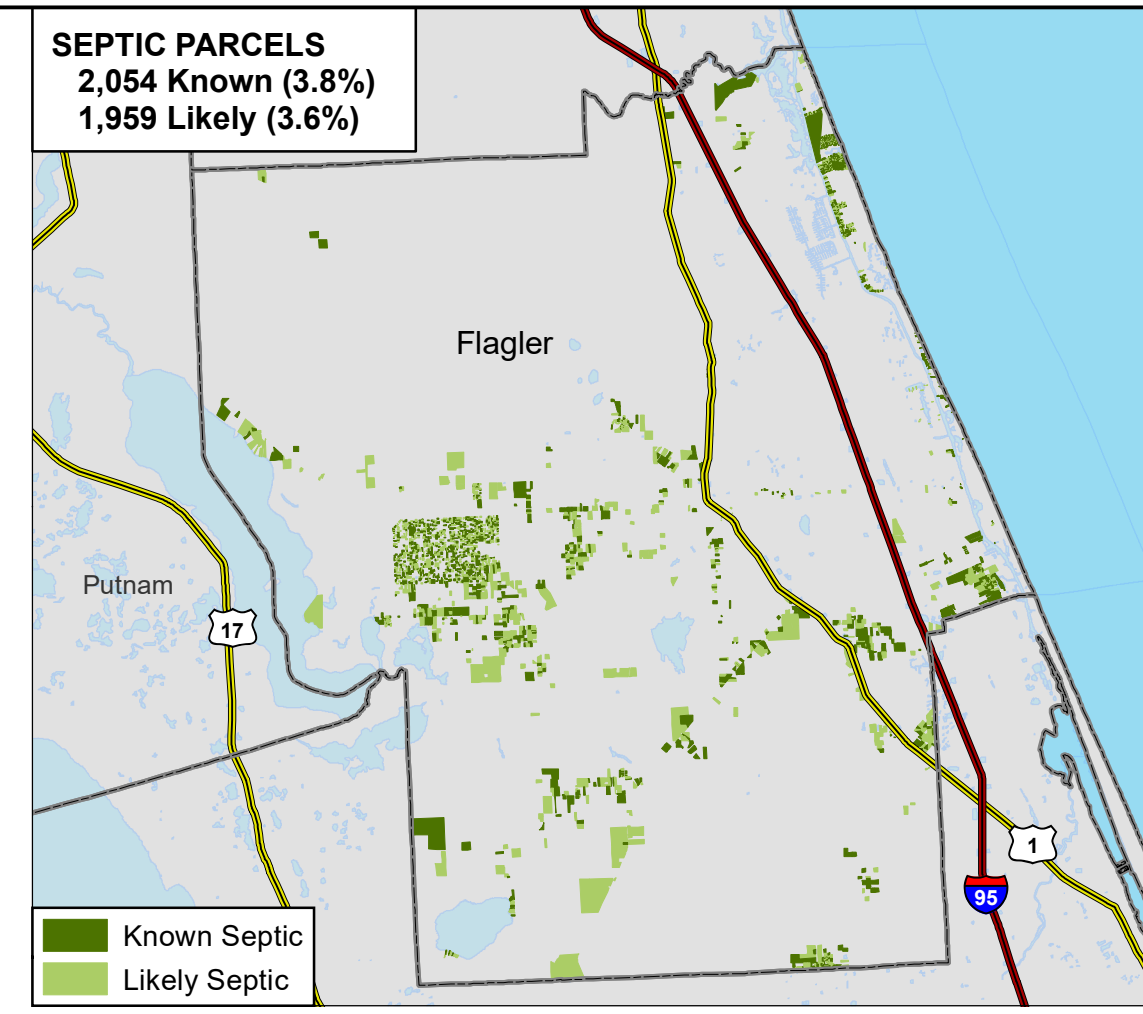 SEPTIC PARCELS
2,054 Known (3.8%)
1,959 Likely (3.6%)
Flagler
Putnam
17
1
95
Known Septic
Likely Septic